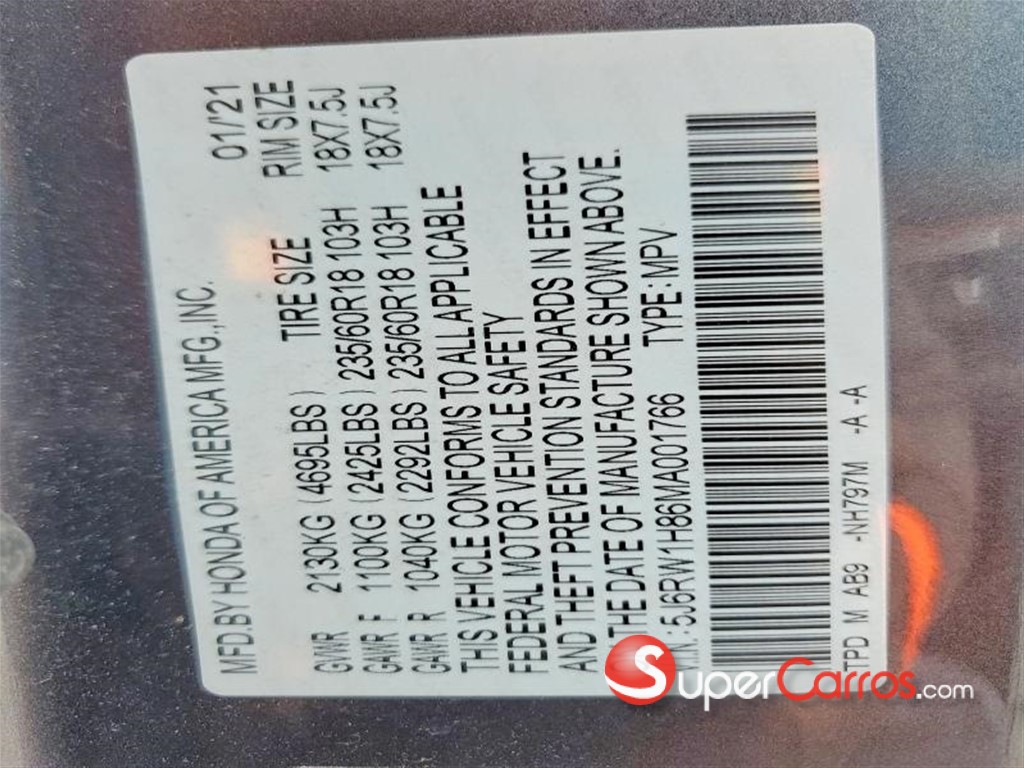 MFD.BY HONDA OF AMERICA MFG.,INC. 01/'21
TIRE SIZE RIM SIZE
GVWR 2130KG ( 4695LBS )
GAWR F 1100KG ( 2425LBS ) 235/60R18 103H 18X7.5J
GAWR R 1040KG ( 2292LBS ) 235/60R18 103H 18X7.5J
THIS VEHICLE CONFORMS TO ALL APPLICABLE
FEDERAL MOTOR VEHICLE SAFETY
AND THEFT PREVENTION STANDARDS IN EFFECT
ON THE DATE OF MANUFACTURE SHOWN ABOVE.
V.I.N.: 5J6RW1H86MA001766 TYPE: MPV
TPD M AB9 -NH797M -A -A
SuperCarros.com